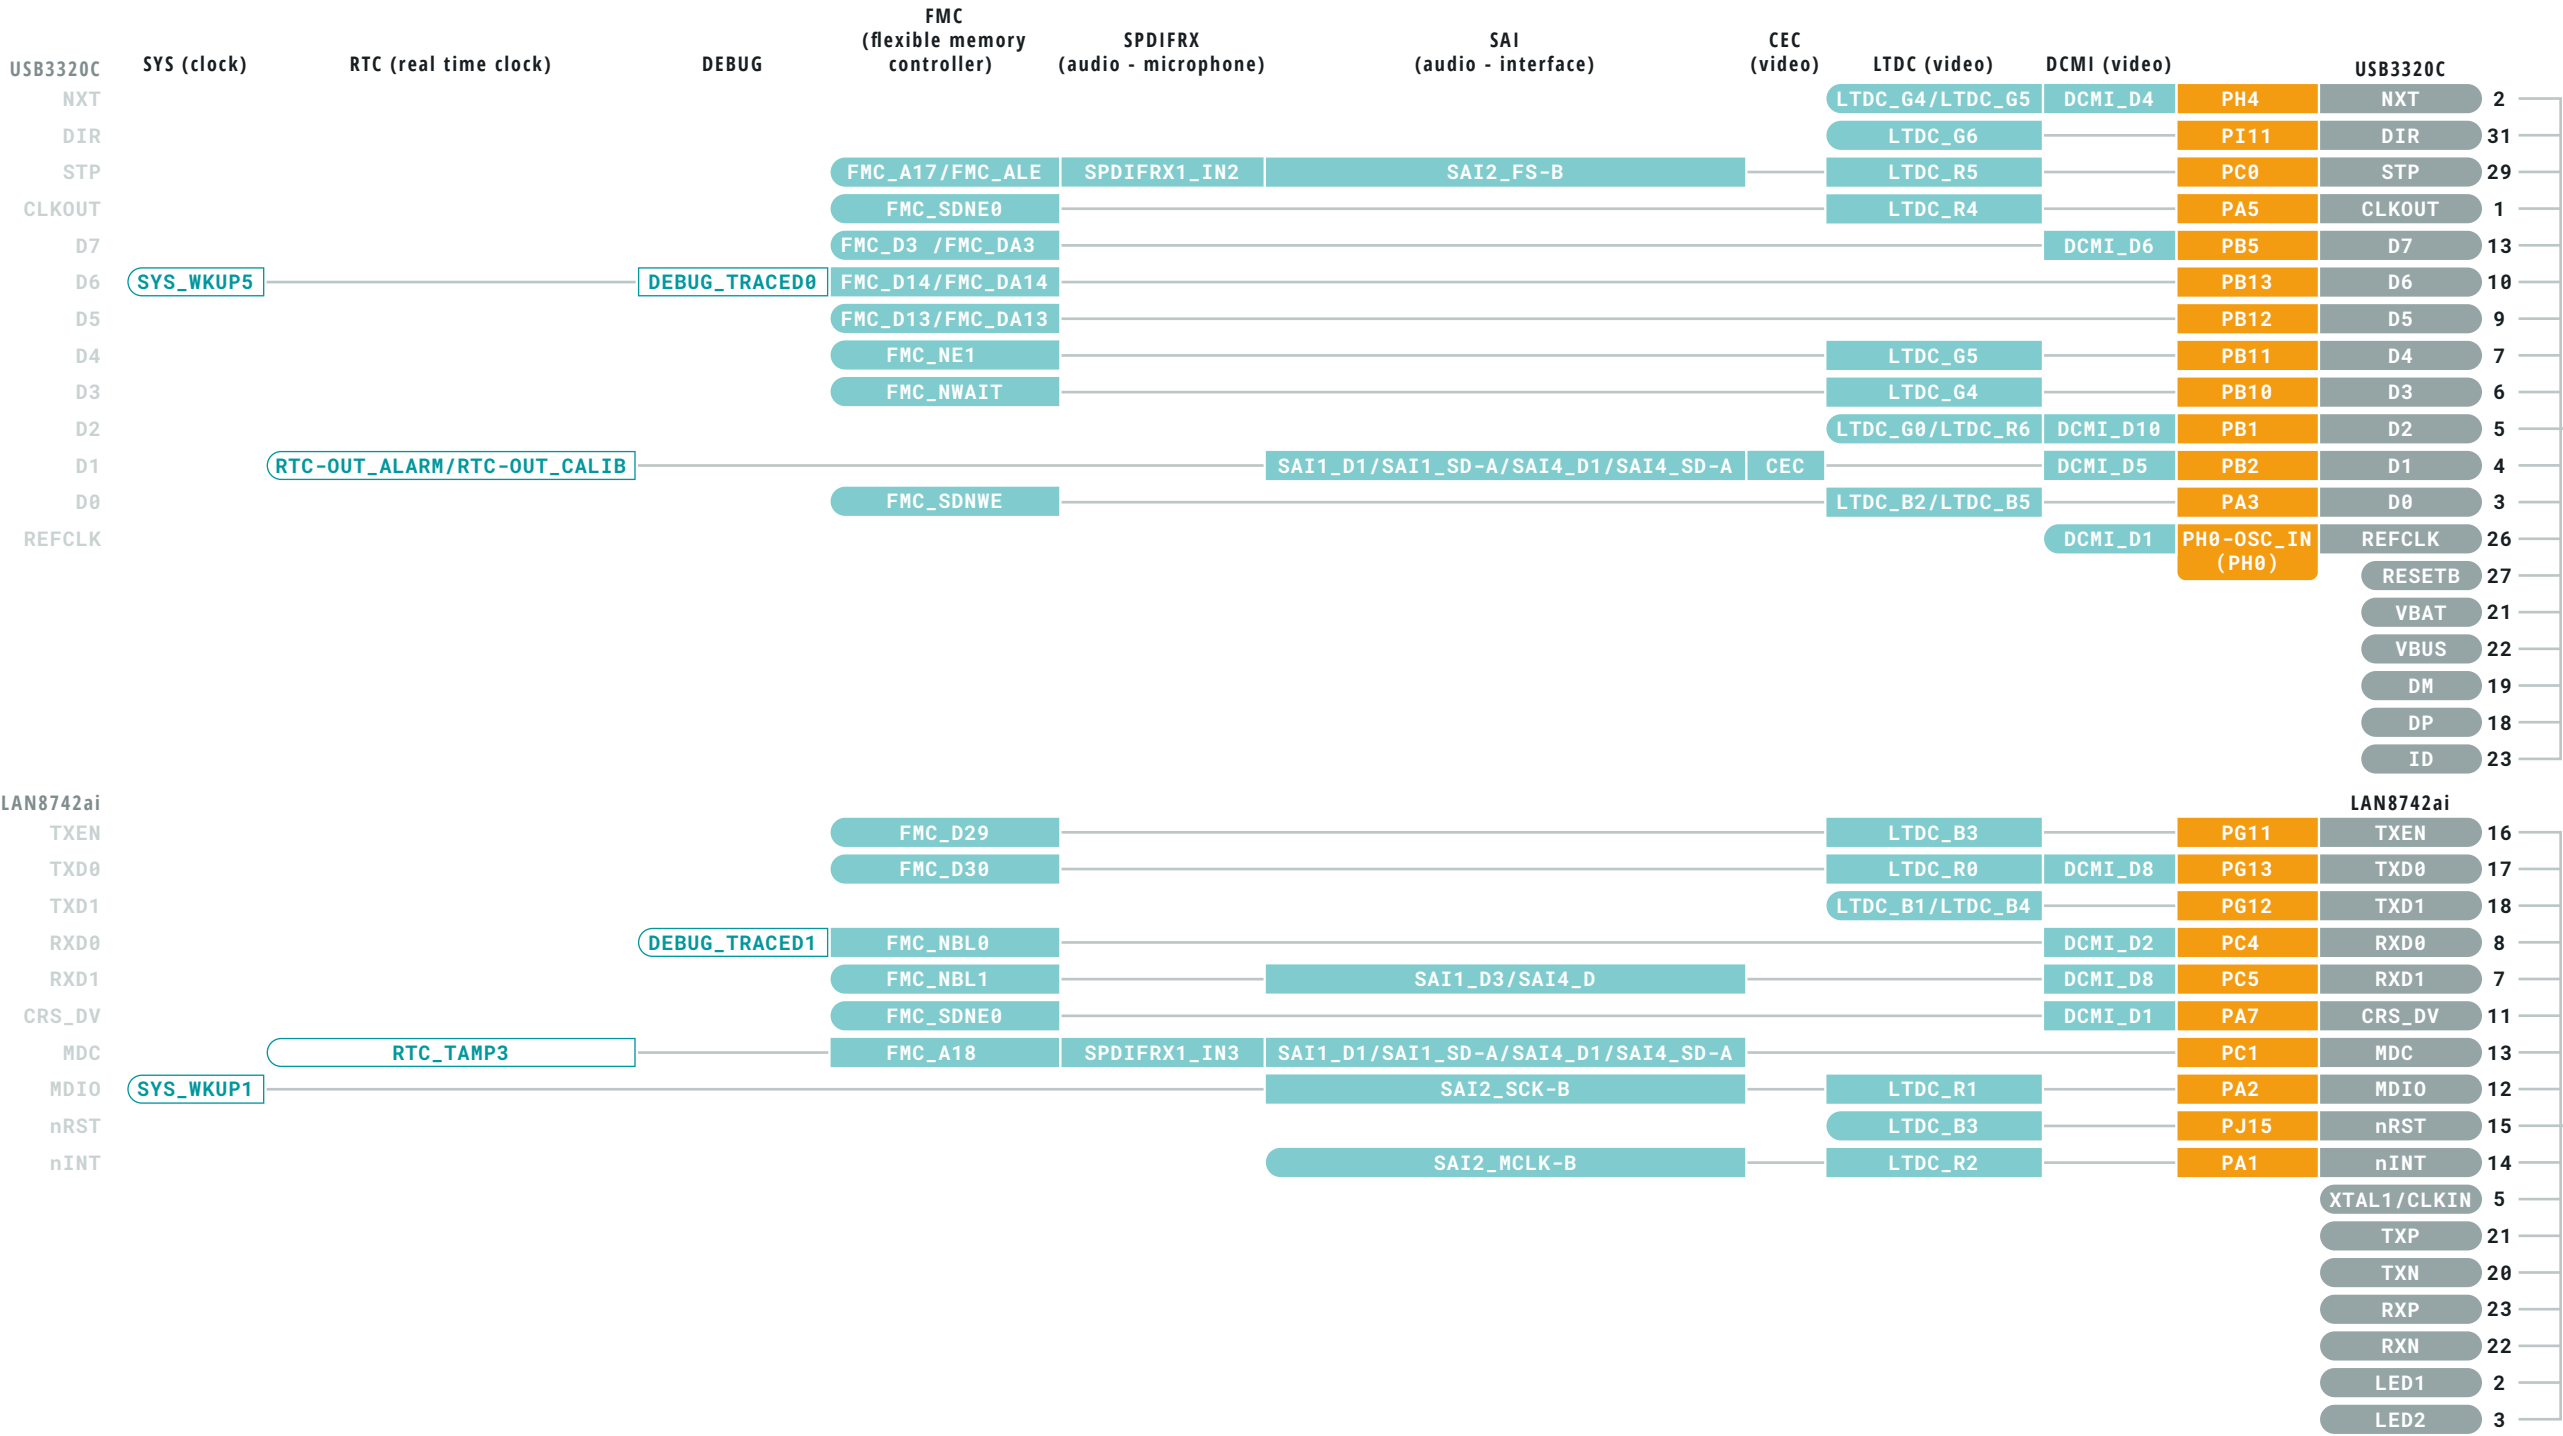 FMC
(flexible memory
controller)
SPDIFRX
(audio - microphone)
SAI
(audio - interface)
CEC
(video)
USB3320C SYS (clock) RTC (real time clock) DEBUG LTDC (video) DCMI (video) USB3320C
NXT LTDC_G4/LTDC_G5 DCMI_D4 PH4 NXT 2
DIR LTDC_G6 PI11 DIR 31
STP FMC_A17/FMC_ALE SPDIFRX1_IN2 SAI2_FS-B LTDC_R5 PC0 STP 29
CLKOUT FMC_SDNE0 LTDC_R4 PA5 CLKOUT 1
D7 FMC_D3 /FMC_DA3 DCMI_D6 PB5 D7 13
D6 SYS_WKUP5 DEBUG_TRACED0 FMC_D14/FMC_DA14 PB13 D6 10
D5 FMC_D13/FMC_DA13 PB12 D5 9
D4 FMC_NE1 LTDC_G5 PB11 D4 7
D3 FMC_NWAIT LTDC_G4 PB10 D3 6
D2 LTDC_G0/LTDC_R6 DCMI_D10 PB1 D2 5
D1 RTC-OUT_ALARM/RTC-OUT_CALIB SAI1_D1/SAI1_SD-A/SAI4_D1/SAI4_SD-A CEC DCMI_D5 PB2 D1 4
D0 FMC_SDNWE LTDC_B2/LTDC_B5 PA3 D0 3
REFCLK DCMI_D1 PH0-OSC_IN REFCLK 26
(PH0)
RESETB 27
VBAT 21
VBUS 22
DM 19
DP 18
ID 23
LAN8742ai LAN8742ai
TXEN FMC_D29 LTDC_B3 PG11 TXEN 16
TXD0 FMC_D30 LTDC_R0 DCMI_D8 PG13 TXD0 17
TXD1 LTDC_B1/LTDC_B4 PG12 TXD1 18
RXD0 DEBUG_TRACED1 FMC_NBL0 DCMI_D2 PC4 RXD0 8
RXD1 FMC_NBL1 SAI1_D3/SAI4_D DCMI_D8 PC5 RXD1 7
CRS_DV FMC_SDNE0 DCMI_D1 PA7 CRS_DV 11
MDC RTC_TAMP3 FMC_A18 SPDIFRX1_IN3 SAI1_D1/SAI1_SD-A/SAI4_D1/SAI4_SD-A PC1 MDC 13
MDIO SYS_WKUP1 SAI2_SCK-B LTDC_R1 PA2 MDIO 12
nRST LTDC_B3 PJ15 nRST 15
nINT SAI2_MCLK-B LTDC_R2 PA1 nINT 14
XTAL1/CLKIN 5
TXP 21
TXN 20
RXP 23
RXN 22
LED1 2
LED2 3